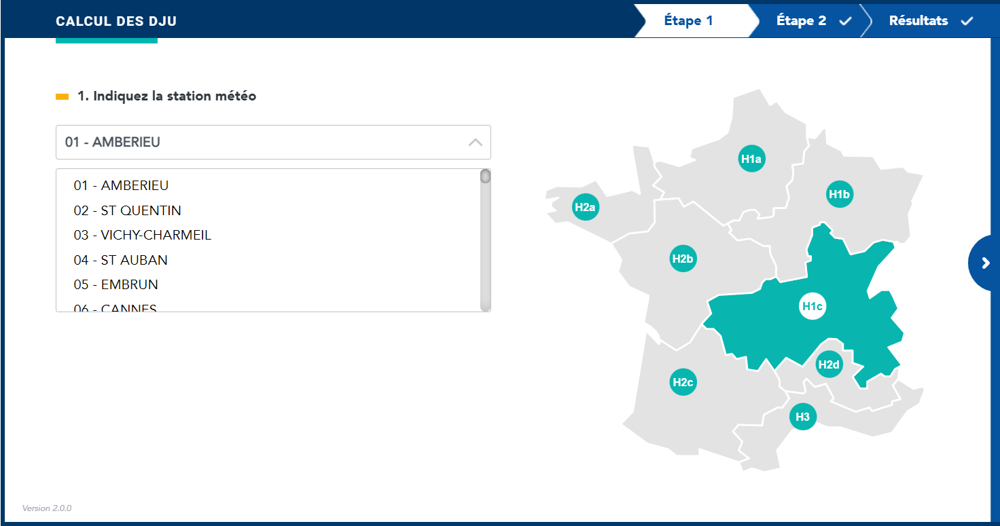 CALCUL DES DJU
Étape 1
Étape 2
Résultats
1. Indiquez la station météo
01 - AMBERIEU
01 - AMBERIEU
02 - ST QUENTIN
03 - VICHY-CHARMEIL
04 - ST AUBAN
05 - EMBRUN
06 - CANNES
H1a
H1b
H2a
H2b
H1c
H2d
H2c
H3
Version 2.0.0